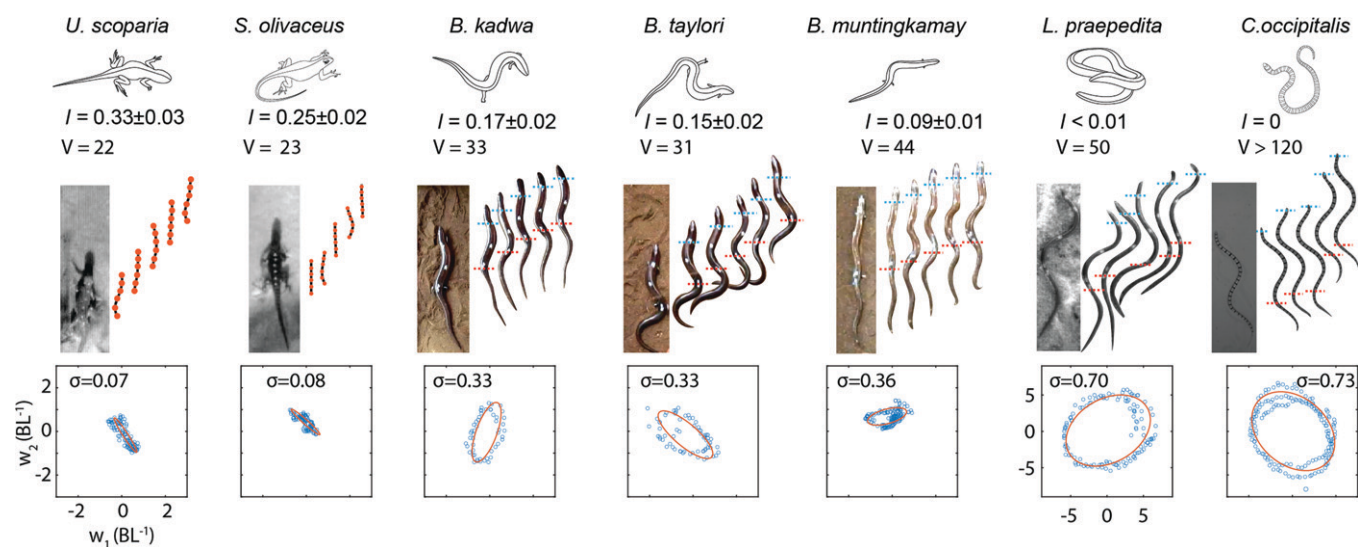 U. scoparia S. olivaceus B. kadwa B. taylori B. muntingkamay L. praepedita C.occipitalis
I = 0.33±0.03 I = 0.25±0.02 I = 0.17±0.02 I = 0.15±0.02 I = 0.09±0.01 I < 0.01 I = 0
V = 22 V = 23 V = 33 V = 31 V = 44 V = 50 V > 120
σ=0.07 σ=0.08 σ=0.33 σ=0.33 σ=0.36 σ=0.70 σ=0.73
2
0
-2
w₂ (BL⁻¹)
5
0
-5
-2 0 2
-5 0 5
w₁ (BL⁻¹)